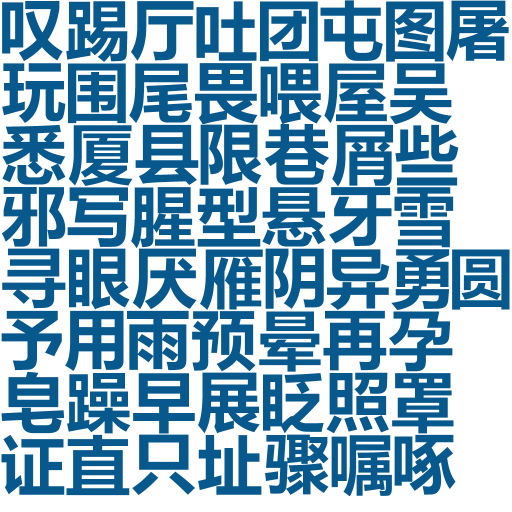 叹踢厅吐团屯图屠
玩围尾畏喂屋吴
悉厦县限巷屑些
邪写腥型悬牙雪
寻眼厌雁阴异勇圆
予用雨预晕再孕
皂躁早展眨照罩
证直只址骤嘱啄